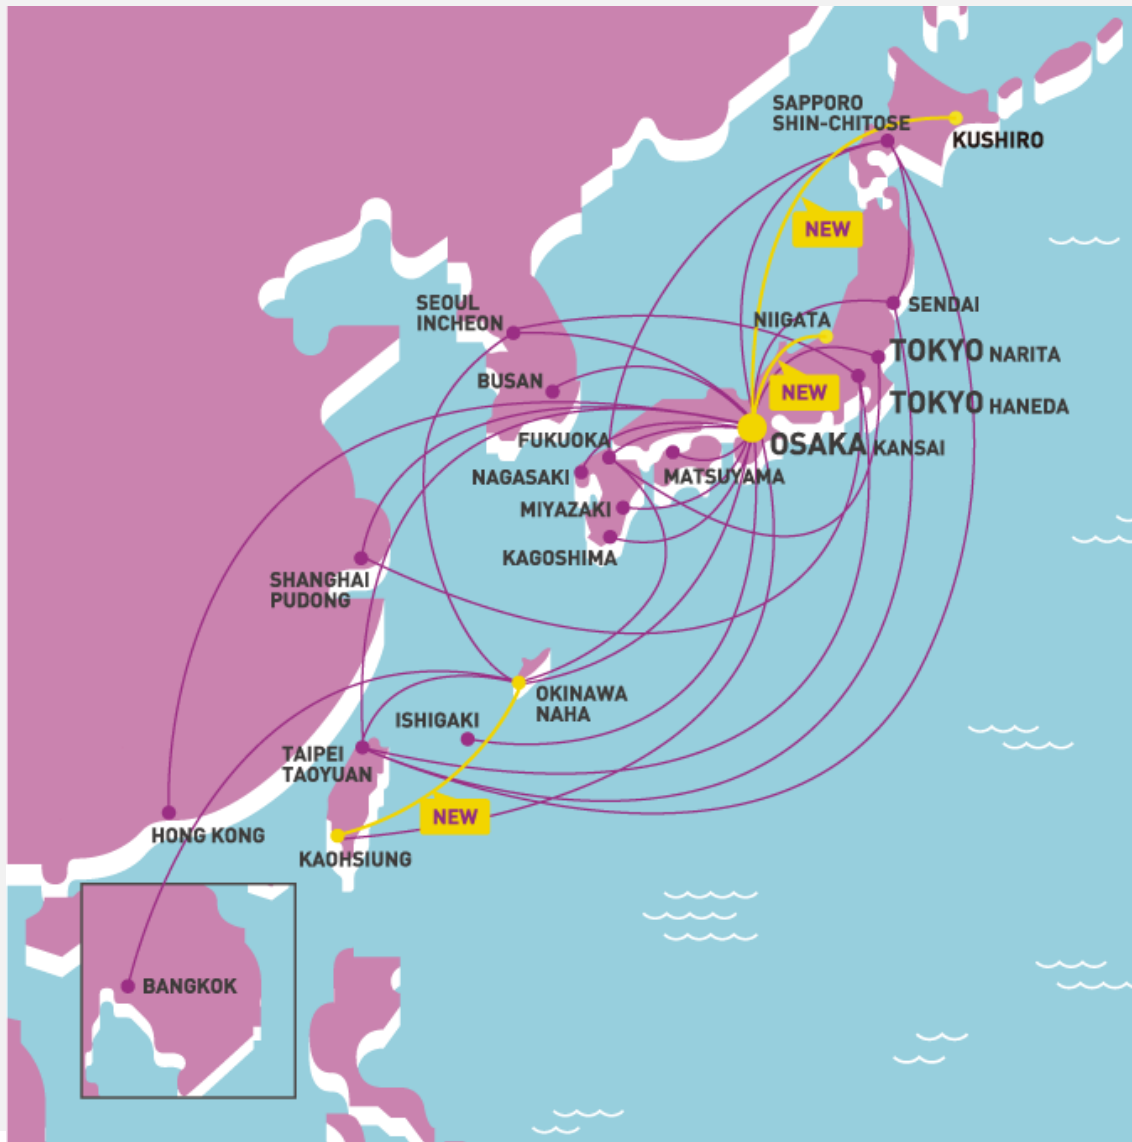 SAPPORO
SHIN-CHITOSE
KUSHIRO
NEW
SEOUL
INCHEON
SENDAI
NIIGATA
TOKYO NARITA
BUSAN
NEW
TOKYO HANEDA
FUKUOKA
OSAKA KANSAI
NAGASAKI
MATSUYAMA
MIYAZAKI
KAGOSHIMA
SHANGHAI
PUDONG
OKINAWA
NAHA
ISHIGAKI
TAIPEI
TAOYUAN
NEW
HONG KONG
KAOHSIUNG
BANGKOK